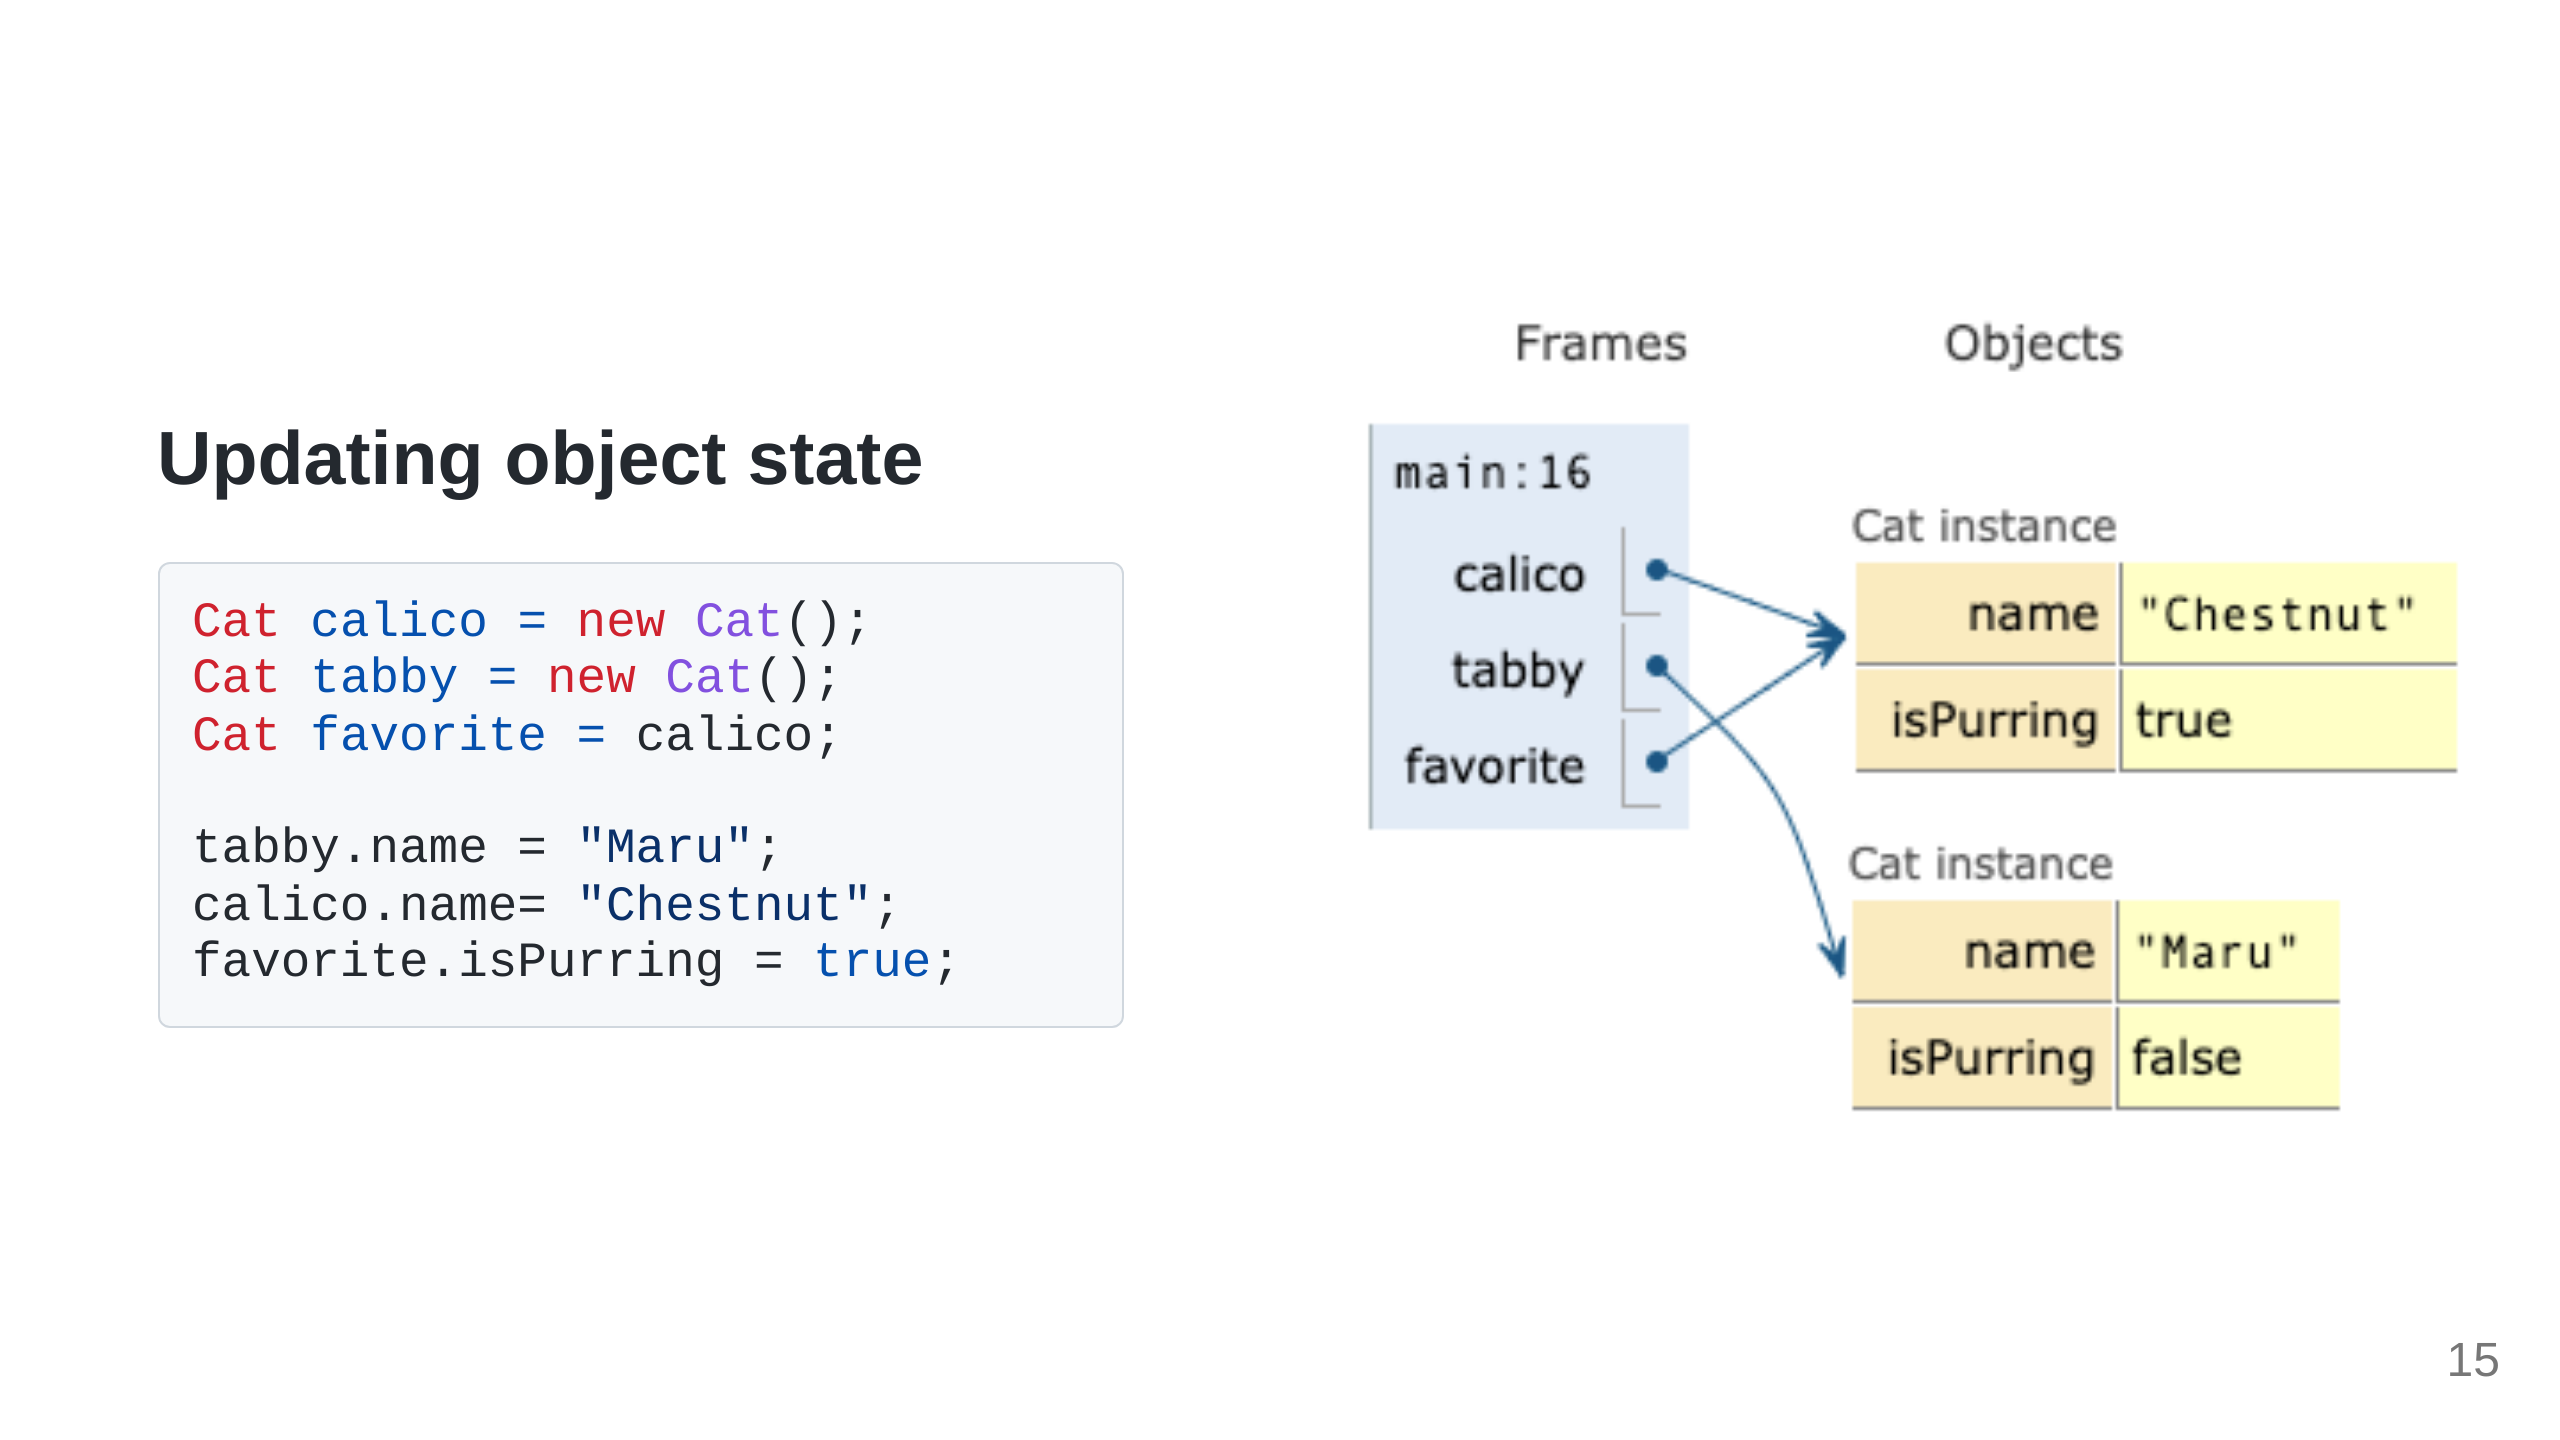 Updating object state
Cat calico = new Cat();
Cat tabby = new Cat();
Cat favorite = calico;
tabby.name = "Maru";
calico.name= "Chestnut";
favorite.isPurring = true;
Frames
Objects
main:16
calico
tabby
favorite
Cat instance
name "Chestnut"
isPurring true
Cat instance
name "Maru"
isPurring false
15